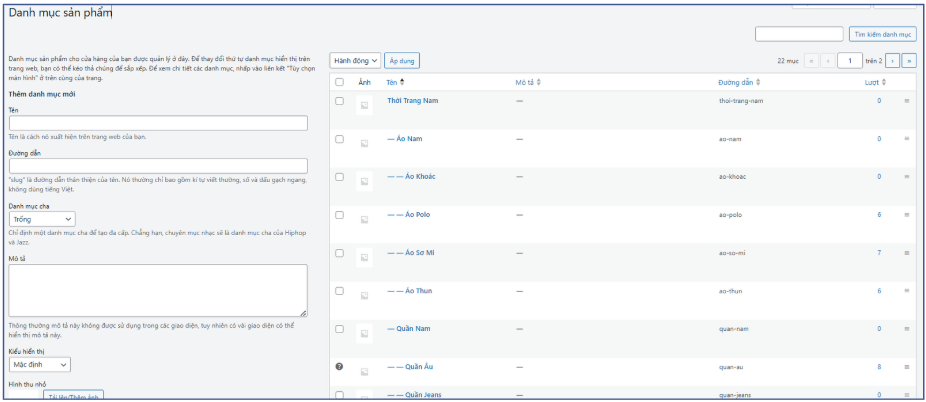 Danh mục sản phẩm
Tìm kiếm danh mục
Danh mục sản phẩm cho cửa hàng của bạn được quản lý ở đây. Để thay đổi thứ tự danh mục hiển thị trên
trang web, bạn có thể kéo thả chúng để sắp xếp. Để xem chi tiết các danh mục, nhấp vào liên kết "Tùy chọn
màn hình" ở trên cùng của trang.
Thêm danh mục mới
Tên
Tên là cách nó xuất hiện trên trang web của bạn.
Đường dẫn
"slug" là đường dẫn thân thiện của tên. Nó thường chỉ bao gồm kí tự viết thường, số và dấu gạch ngang,
không dùng tiếng Việt.
Danh mục cha
Trống
Chỉ định một danh mục cha để tạo đa cấp. Chẳng hạn, chuyên mục nhạc sẽ là danh mục cha của Hiphop
và Jazz.
Mô tả
Thông thường mô tả này không được sử dụng trong các giao diện, tuy nhiên có vài giao diện có thể
hiển thị mô tả này.
Kiểu hiển thị
Mặc định
Hình thu nhỏ
Tải lên/Thêm ảnh
Hành động Áp dụng 22 mục « ‹ 1 trên 2 › »
Ảnh Tên Mô tả Đường dẫn Lượt
Thời Trang Nam — thoi-trang-nam 0
— Áo Nam — ao-nam 0
— — Áo Khoác — ao-khoac 0
— — Áo Polo — ao-polo 6
— — Áo Sơ Mi — ao-so-mi 7
— — Áo Thun — ao-thun 6
— Quần Nam — quan-nam 0
— — Quần Âu — quan-au 8
— — Quần Jeans — quan-jeans 0